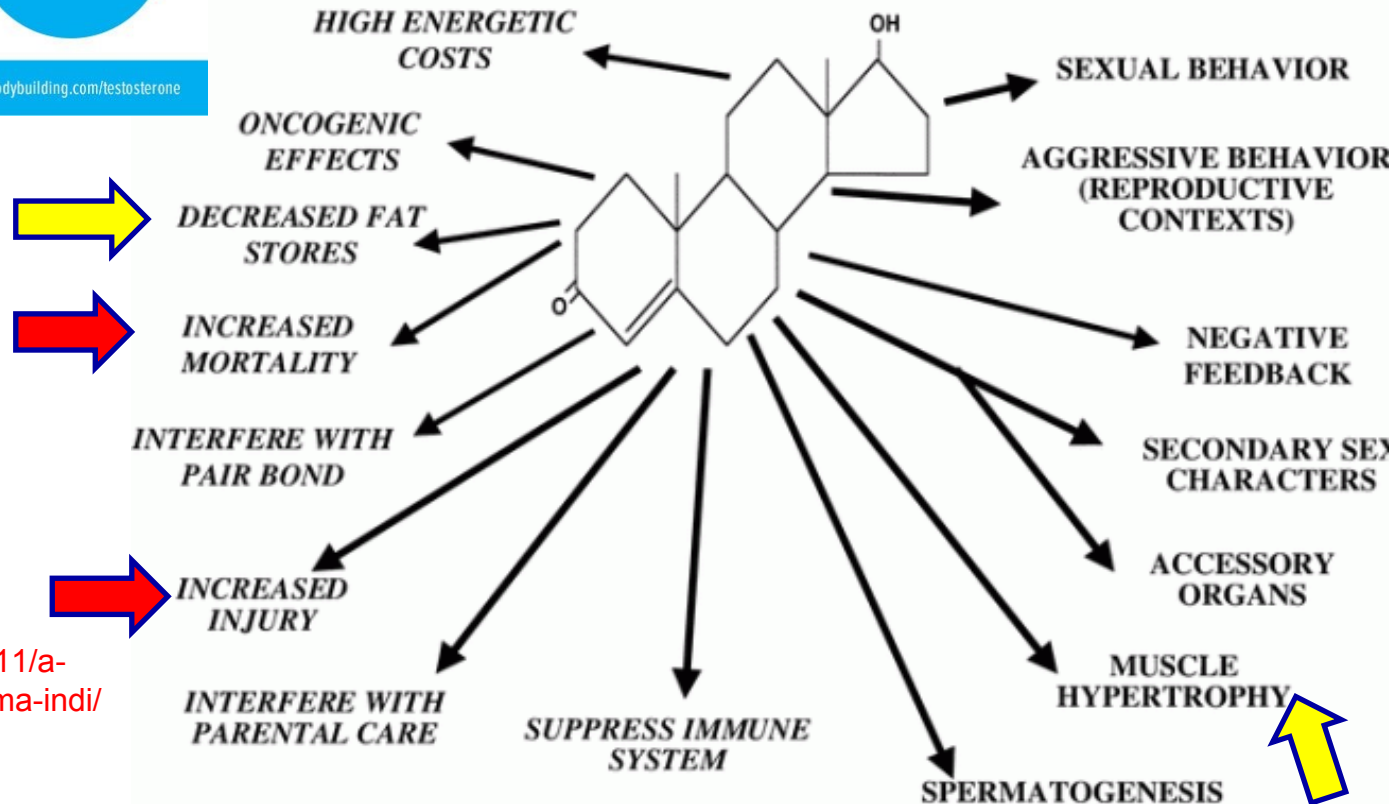 dybuilding.com/testosterone
HIGH ENERGETIC
COSTS
OH
SEXUAL BEHAVIOR
ONCOGENIC
EFFECTS
AGGRESSIVE BEHAVIOR
(REPRODUCTIVE
CONTEXTS)
DECREASED FAT
STORES
O
INCREASED
MORTALITY
NEGATIVE
FEEDBACK
INTERFERE WITH
PAIR BOND
SECONDARY SEX
CHARACTERS
INCREASED
INJURY
ACCESSORY
ORGANS
11/a-
ma-indi/
MUSCLE
HYPERTROPHY
INTERFERE WITH
PARENTAL CARE
SUPPRESS IMMUNE
SYSTEM
SPERMATOGENESIS